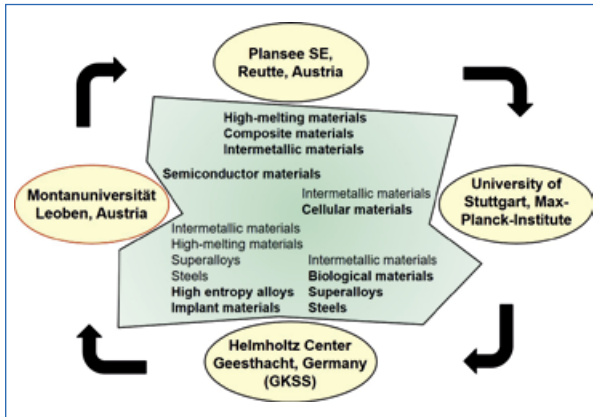 Plansee SE,
Reutte, Austria
High-melting materials
Composite materials
Intermetallic materials
Semiconductor materials
Montanuniversität
Leoben, Austria
Intermetallic materials
Cellular materials
University of
Stuttgart, Max-
Planck-Institute
Intermetallic materials
High-melting materials
Superalloys
Steels
High entropy alloys
Implant materials
Intermetallic materials
Biological materials
Superalloys
Steels
Helmholtz Center
Geesthacht, Germany
(GKSS)